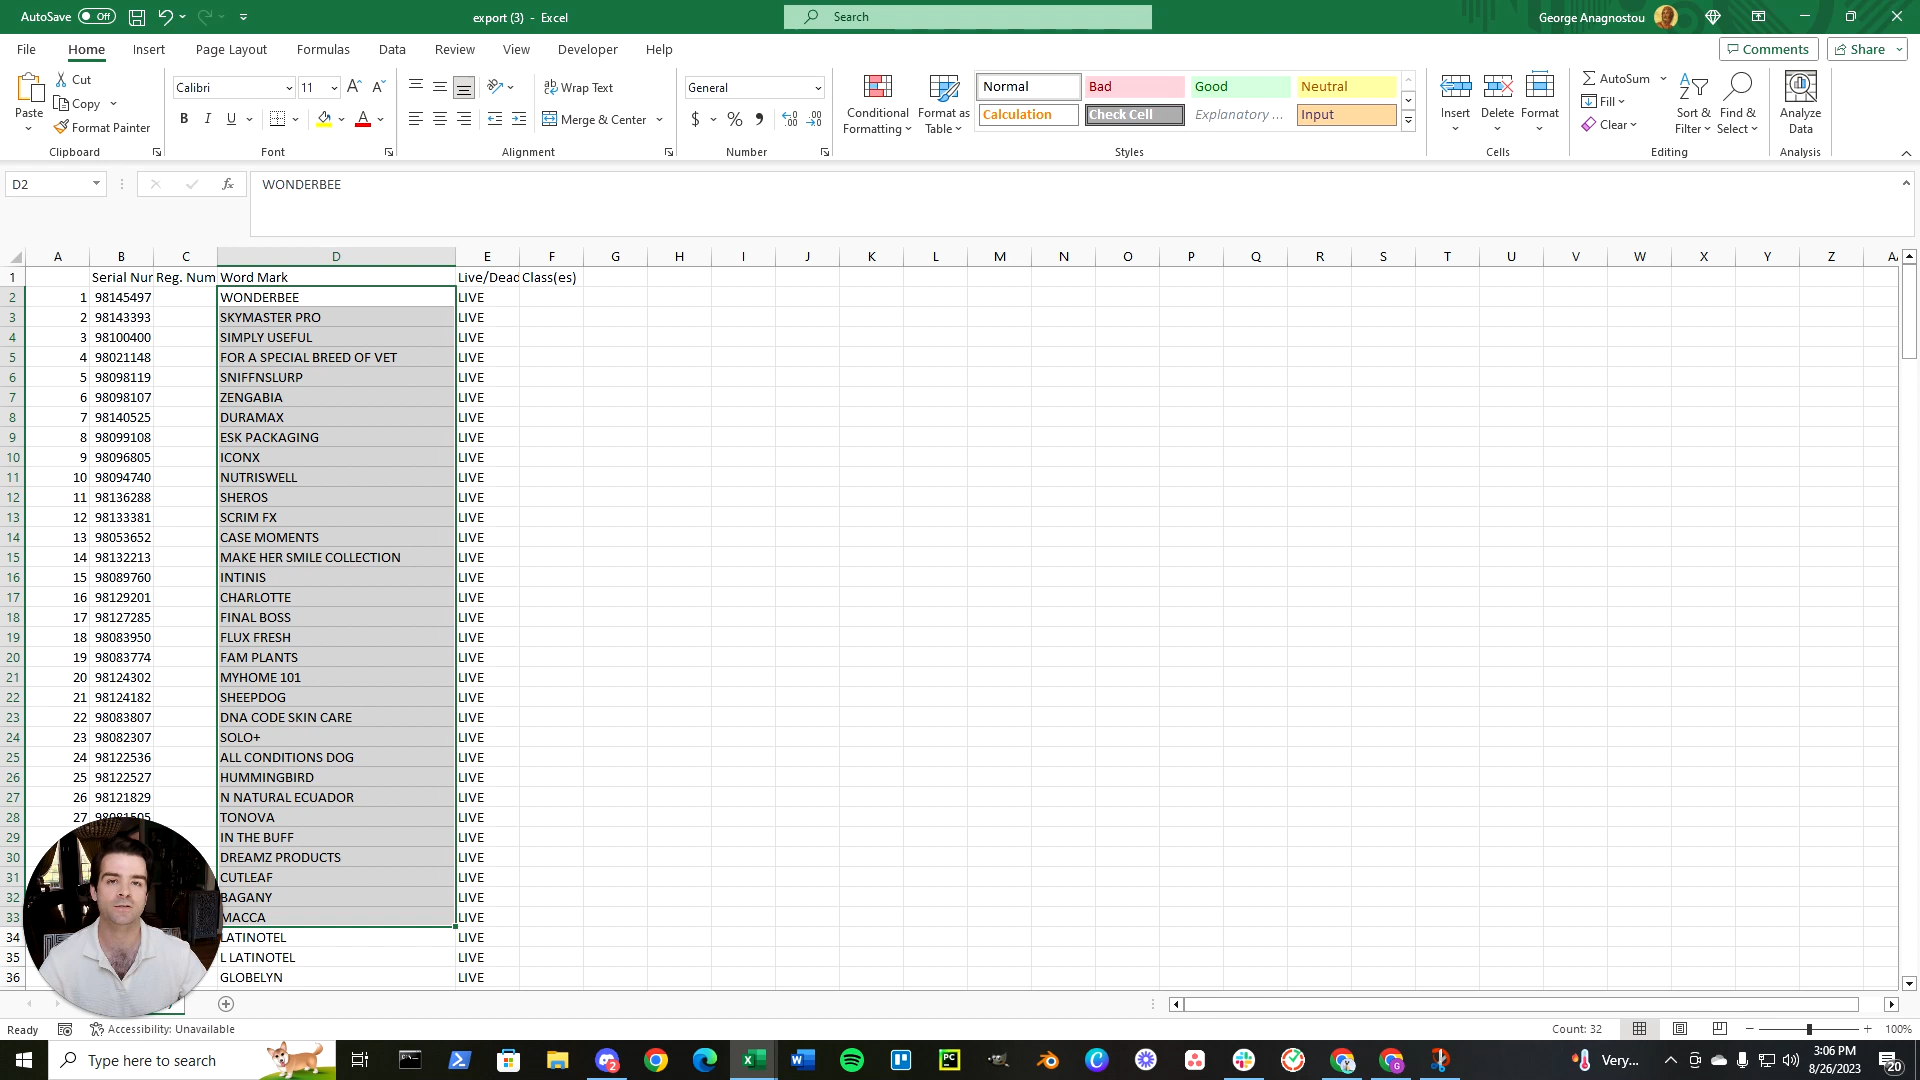 AutoSave Off export (3) - Excel Search George Anagnostou
File Home Insert Page Layout Formulas Data Review View Developer Help Comments Share
Paste Cut Copy Format Painter Clipboard
Calibri 11 B I U Font
Wrap Text Merge & Center Alignment
General $ % Number
Conditional Formatting Format as Table
Normal Bad Good Neutral
Calculation Check Cell Explanatory ... Input
Styles
Insert Delete Format Cells
AutoSum Fill Clear Sort & Filter Find & Select Editing
Analyze Data Analysis
D2 fx WONDERBEE
A B C D E F G H I J K L M N O P Q R S T U V W X Y Z
1 Serial Nur Reg. Num Word Mark Live/Dead Class(es)
2 1 98145497 WONDERBEE LIVE
3 2 98143393 SKYMASTER PRO LIVE
4 3 98100400 SIMPLY USEFUL LIVE
5 4 98021148 FOR A SPECIAL BREED OF VET LIVE
6 5 98098119 SNIFFNSLURP LIVE
7 6 98098107 ZENGABIA LIVE
8 7 98140525 DURAMAX LIVE
9 8 98099108 ESK PACKAGING LIVE
10 9 98096805 ICONX LIVE
11 10 98094740 NUTRISWELL LIVE
12 11 98136288 SHEROS LIVE
13 12 98133381 SCRIM FX LIVE
14 13 98053652 CASE MOMENTS LIVE
15 14 98132213 MAKE HER SMILE COLLECTION LIVE
16 15 98089760 INTINIS LIVE
17 16 98129201 CHARLOTTE LIVE
18 17 98127285 FINAL BOSS LIVE
19 18 98083950 FLUX FRESH LIVE
20 19 98083774 FAM PLANTS LIVE
21 20 98124302 MYHOME 101 LIVE
22 21 98124182 SHEEPDOG LIVE
23 22 98083807 DNA CODE SKIN CARE LIVE
24 23 98082307 SOLO+ LIVE
25 24 98122536 ALL CONDITIONS DOG LIVE
26 25 98122527 HUMMINGBIRD LIVE
27 26 98121829 N NATURAL ECUADOR LIVE
28 27 98081505 TONOVA LIVE
29 IN THE BUFF LIVE
30 DREAMZ PRODUCTS LIVE
31 CUTLEAF LIVE
32 BAGANY LIVE
33 MACCA LIVE
34 LATINOTEL LIVE
35 L LATINOTEL LIVE
36 GLOBELYN LIVE
Ready Accessibility: Unavailable Count: 32 100%
Type here to search Very... 3:06 PM
8/26/2023 20